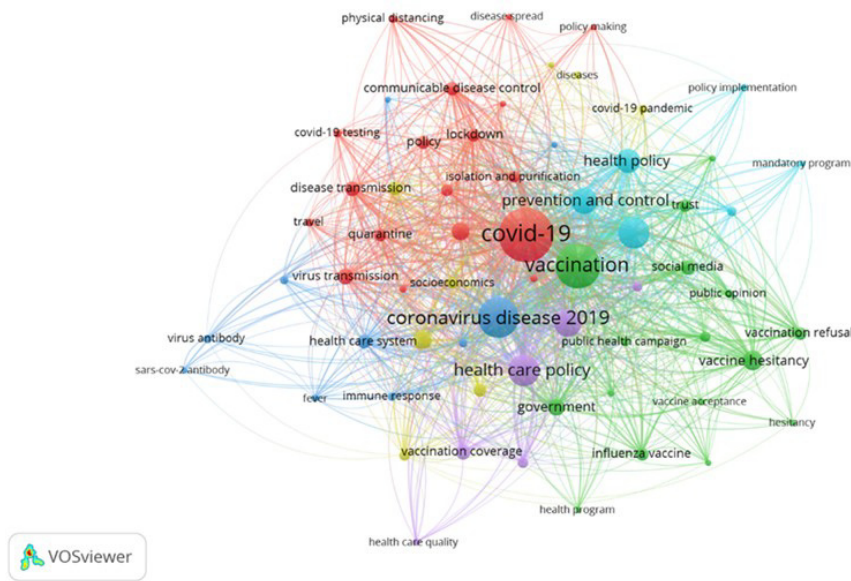 physical distancing
disease spread
policy making
communicable disease control
diseases
policy implementation
covid-19 pandemic
covid-19 testing
policy
lockdown
health policy
mandatory program
isolation and purification
disease transmission
prevention and control
trust
travel
quarantine
covid-19
vaccination
social media
virus transmission
socioeconomics
public opinion
coronavirus disease 2019
virus antibody
health care system
public health campaign
vaccination refusal
sars-cov-2 antibody
health care policy
vaccine hesitancy
fever
immune response
government
vaccine acceptance
hesitancy
vaccination coverage
influenza vaccine
health program
health care quality
VOSviewer